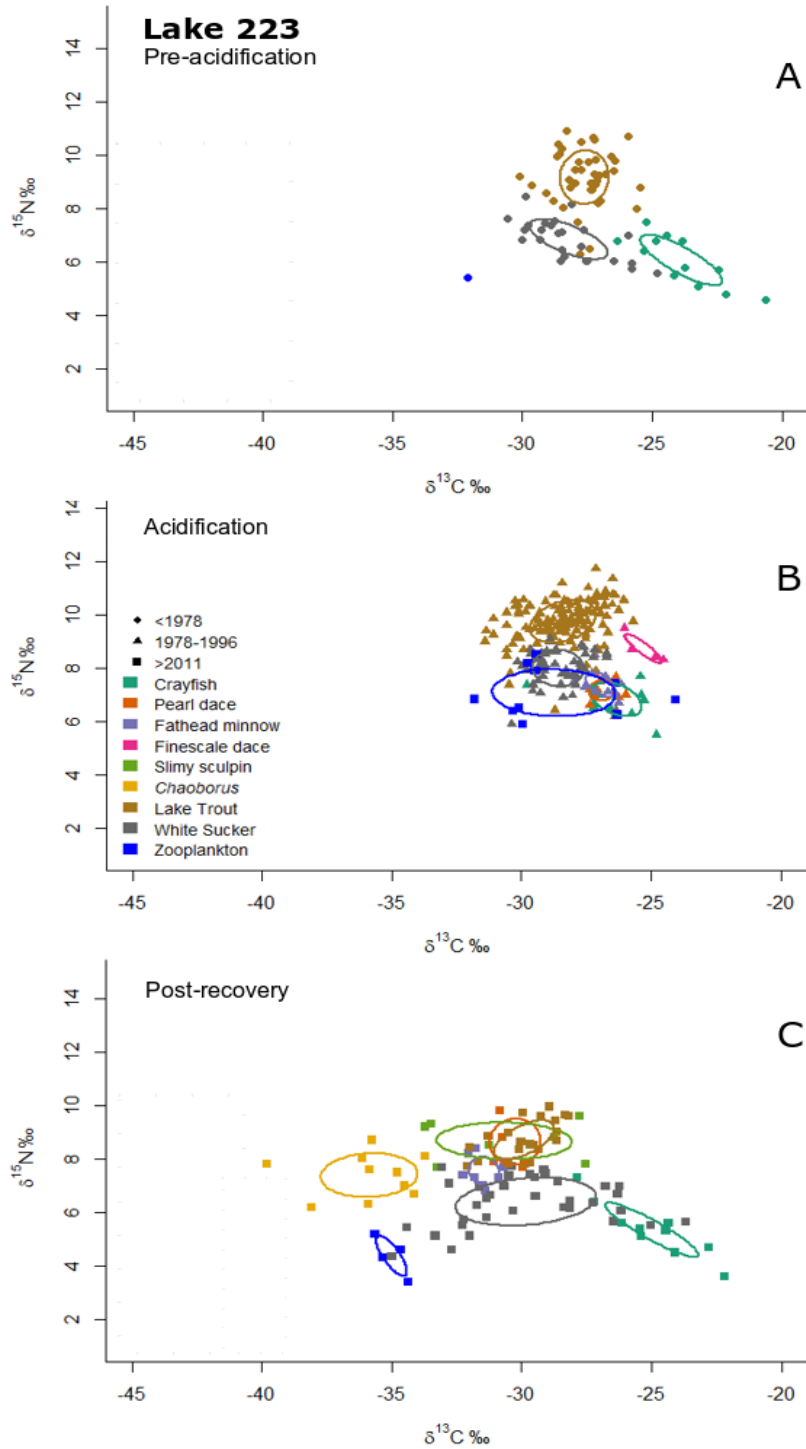 Lake 223
Pre-acidification
A
14
12
10
8
6
4
2
δ15N‰
-45 -40 -35 -30 -25 -20
δ13C ‰
Acidification
B
14
12
10
8
6
4
2
δ15N‰
<1978
1978-1996
>2011
Crayfish
Pearl dace
Fathead minnow
Finescale dace
Slimy sculpin
Chaoborus
Lake Trout
White Sucker
Zooplankton
-45 -40 -35 -30 -25 -20
δ13C ‰
Post-recovery
C
14
12
10
8
6
4
2
δ15N‰
-45 -40 -35 -30 -25 -20
δ13C ‰